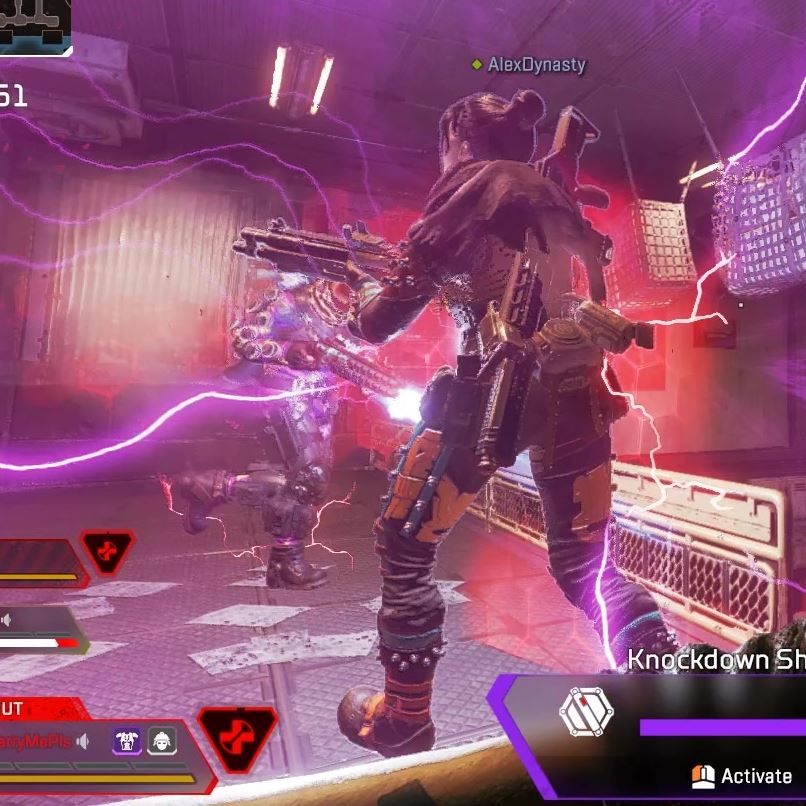 51
AlexDynasty
Knockdown Sh
UT
arryMePls
Activate